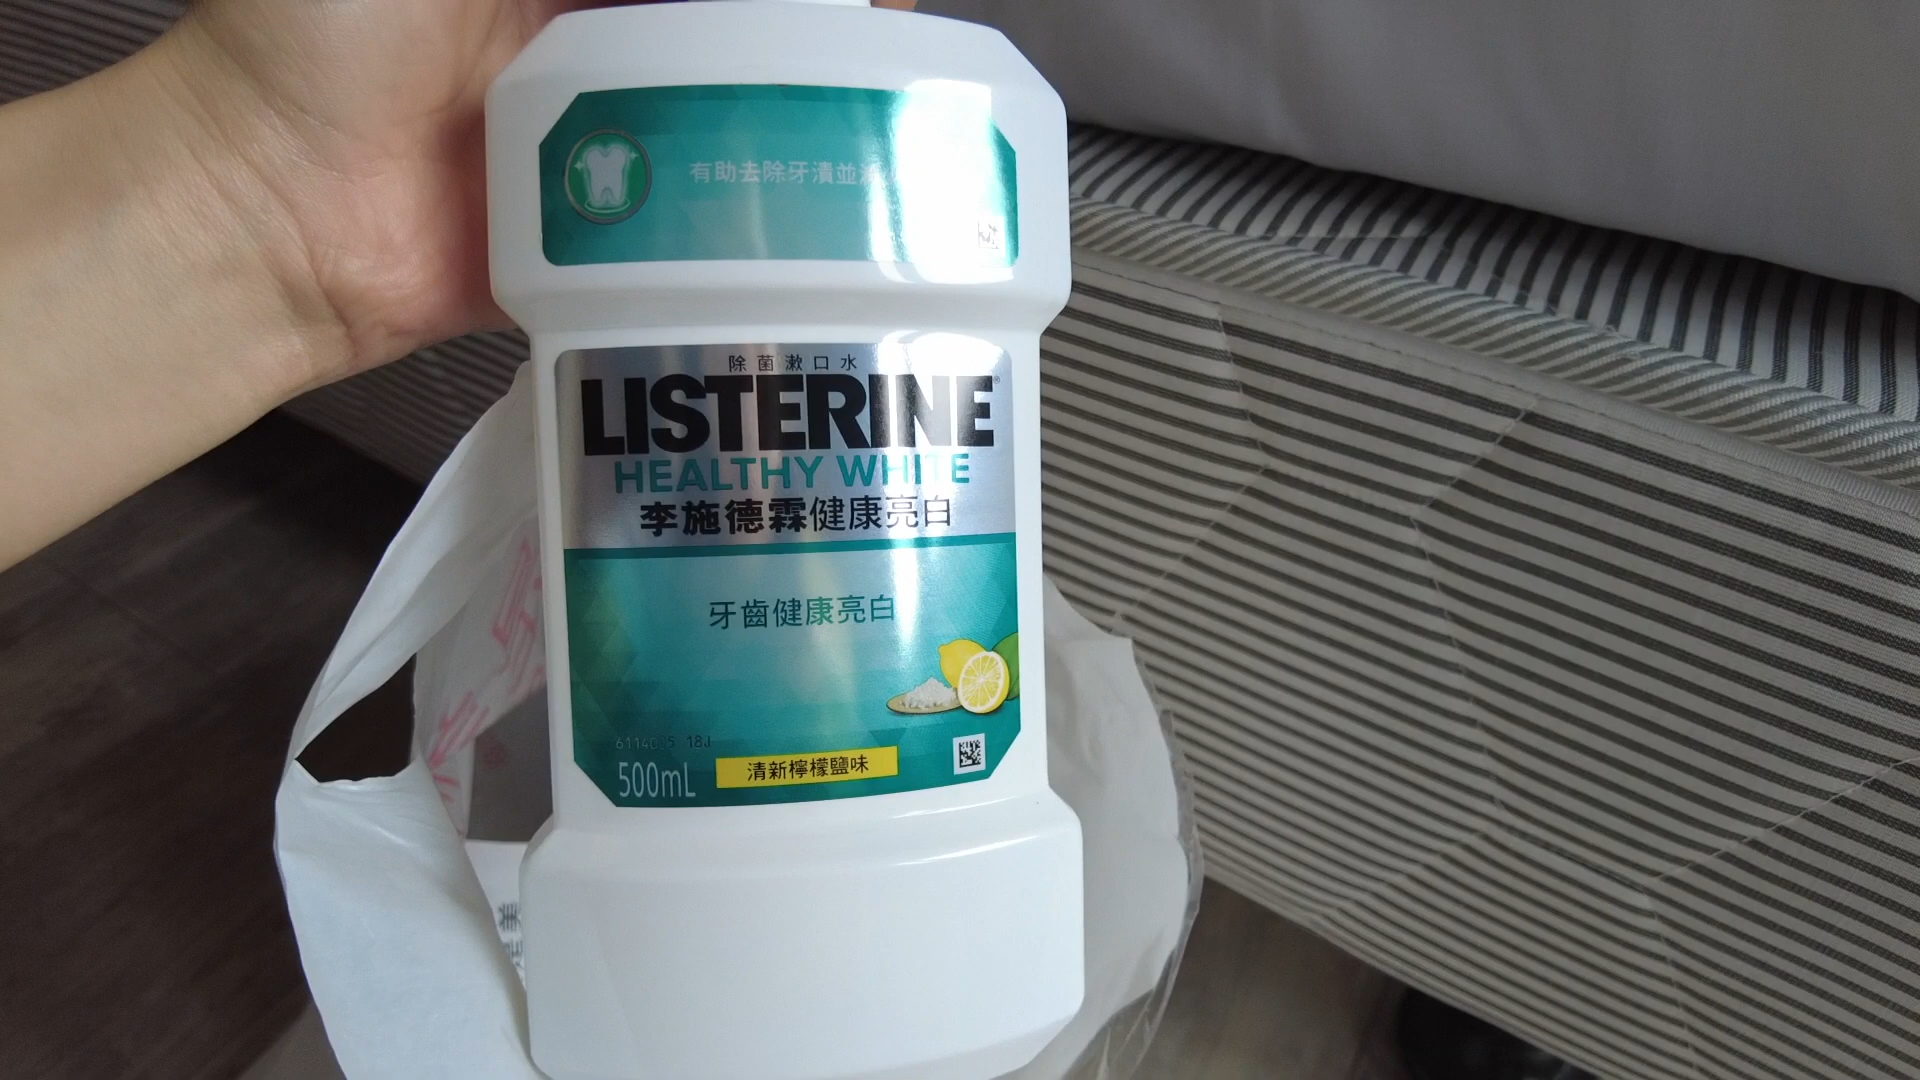 有助去除牙漬並
除菌漱口水
LISTERINE®
HEALTHY WHITE
李施德霖健康亮白
牙齒健康亮白
18J
500mL
清新檸檬鹽味